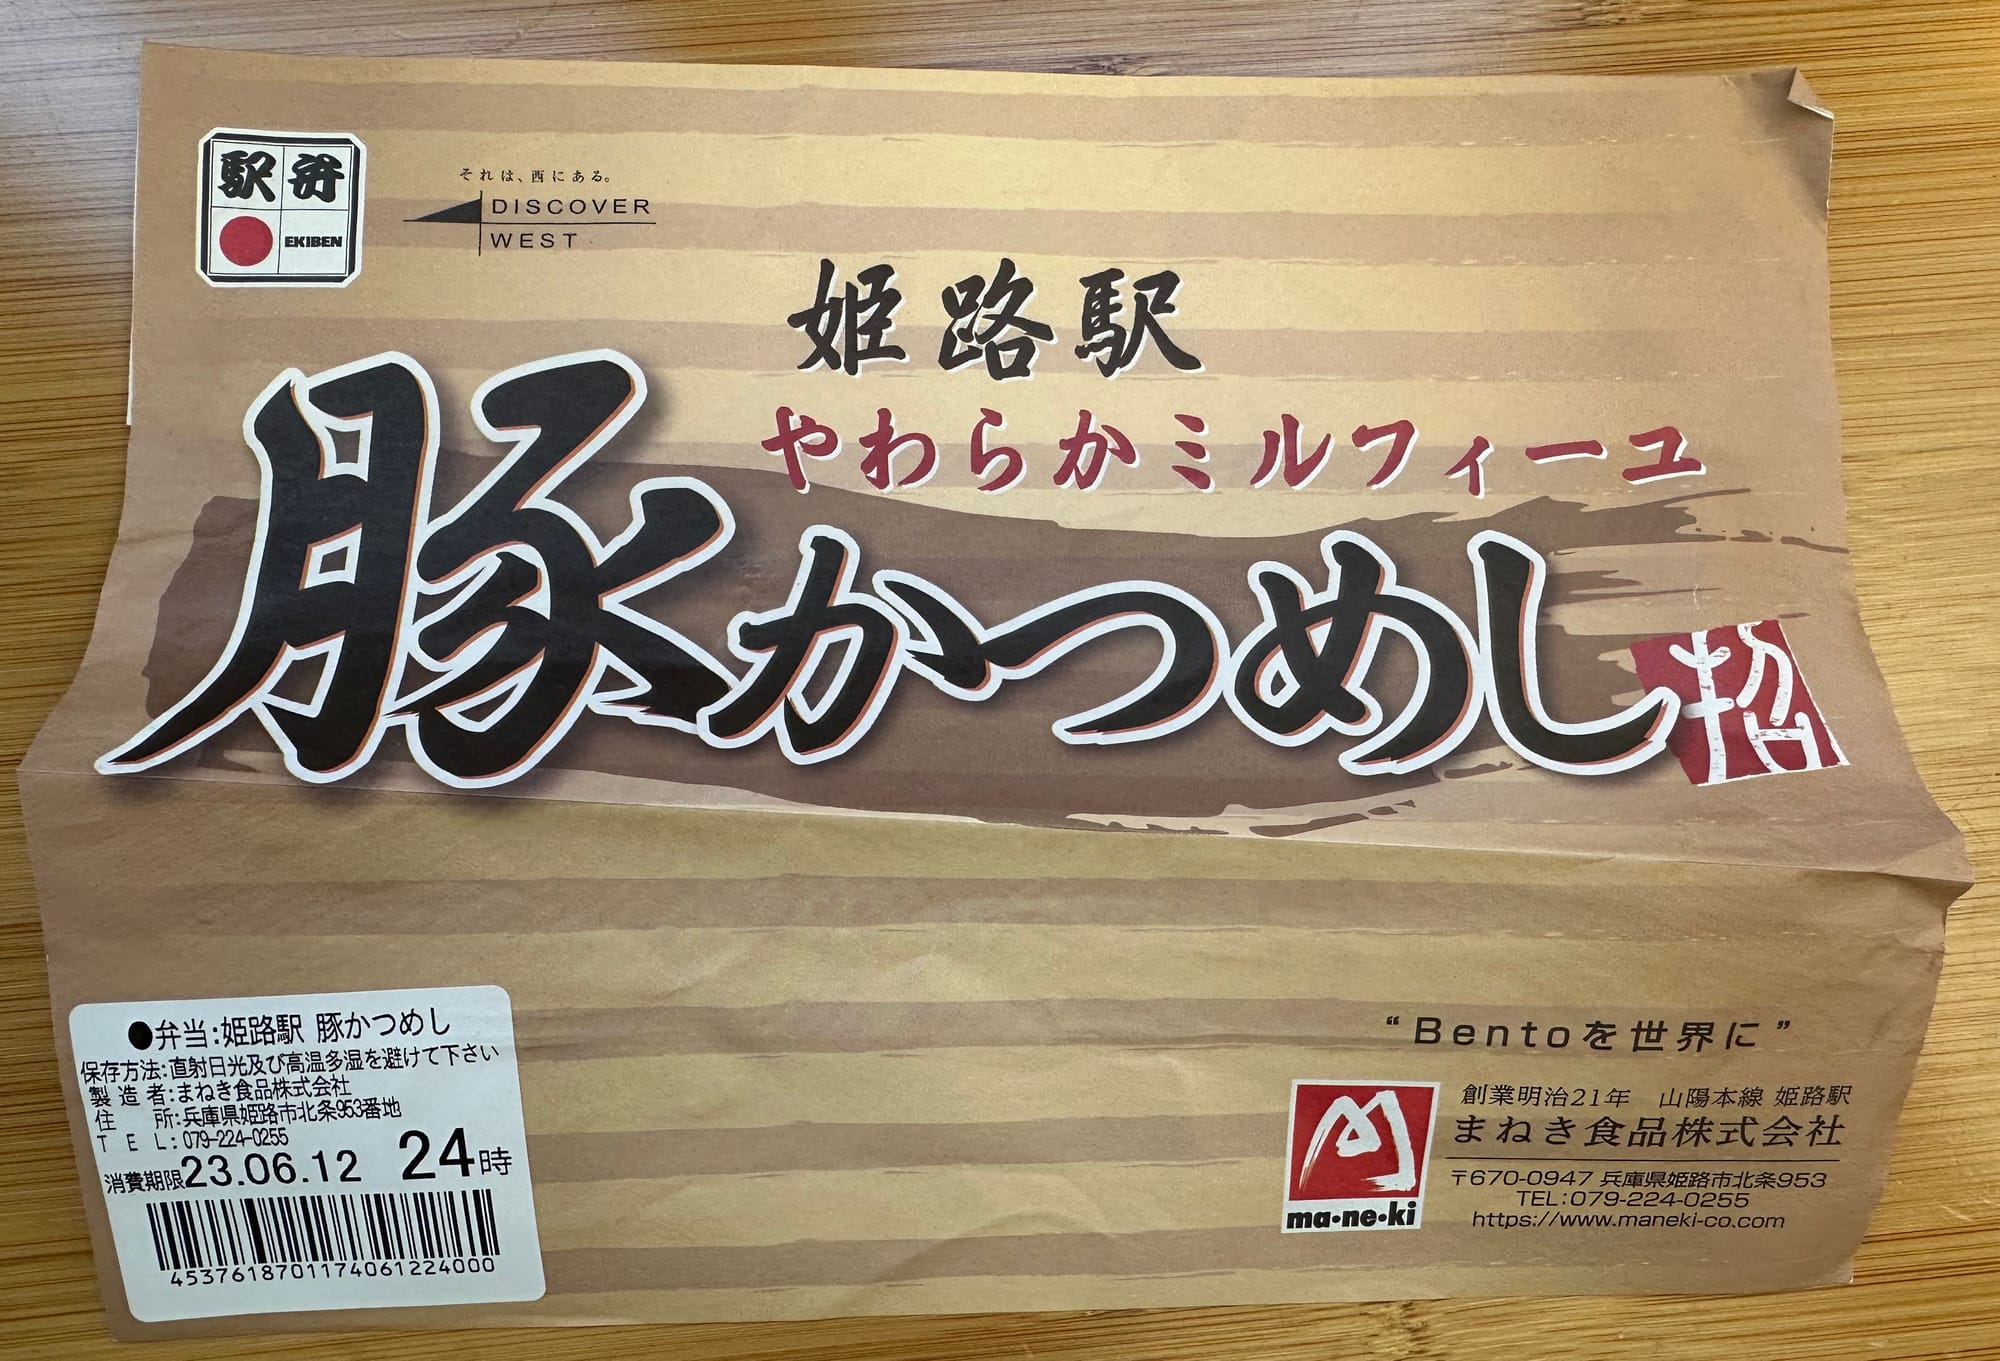 駅弁
EKIBEN
それは、西にある。
DISCOVER
WEST
姫路駅
やわらかミルフィーユ
豚かつめし
招
●弁当:姫路駅 豚かつめし
保存方法:直射日光及び高温多湿を避けて下さい
製造者:まねき食品株式会社
住所:兵庫県姫路市北条953番地
TEL:079-224-0255
消費期限23.06.12 24時
4537618701174061224000
“Bentoを世界に”
創業明治21年 山陽本線 姫路駅
まねき食品株式会社
〒670-0947 兵庫県姫路市北条953
TEL:079-224-0255
https://www.maneki-co.com
ma・ne・ki